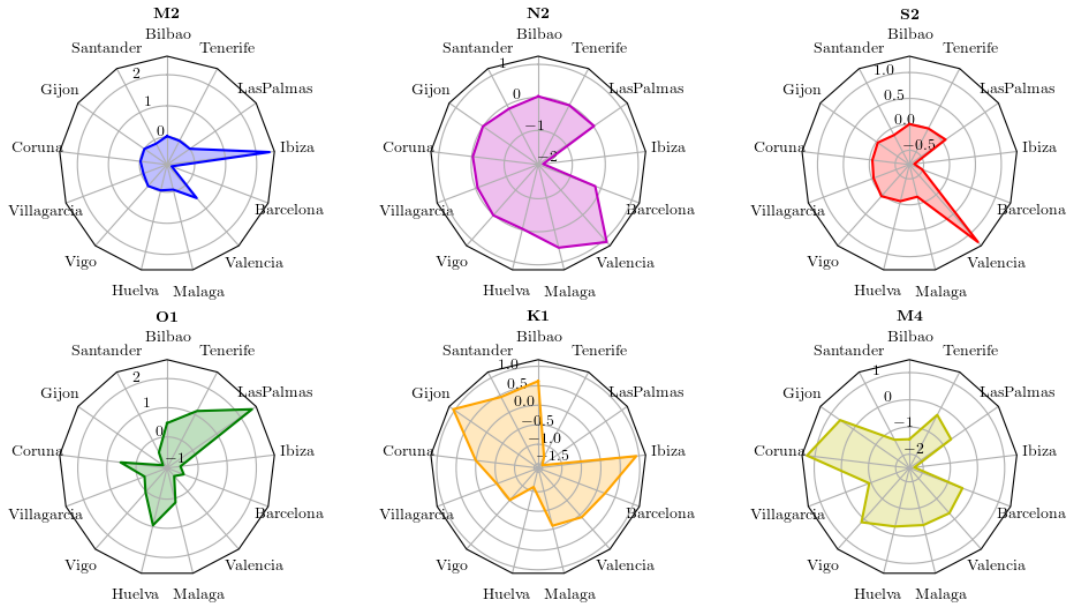 M2
Bilbao
Santander Tenerife
Gijon LasPalmas
Coruna Ibiza
Villagarcia Barcelona
Vigo Valencia
Huelva Malaga
2
1
0
N2
Bilbao
Santander Tenerife
Gijon LasPalmas
Coruna Ibiza
Villagarcia Barcelona
Vigo Valencia
Huelva Malaga
1
0
−1
−2
S2
Bilbao
Santander Tenerife
Gijon LasPalmas
Coruna Ibiza
Villagarcia Barcelona
Vigo Valencia
Huelva Malaga
1.0
0.5
0.0
−0.5
O1
Bilbao
Santander Tenerife
Gijon LasPalmas
Coruna Ibiza
Villagarcia Barcelona
Vigo Valencia
Huelva Malaga
2
1
0
−1
K1
Bilbao
Santander Tenerife
Gijon LasPalmas
Coruna Ibiza
Villagarcia Barcelona
Vigo Valencia
Huelva Malaga
1.0
0.5
0.0
−0.5
−1.0
−1.5
M4
Bilbao
Santander Tenerife
Gijon LasPalmas
Coruna Ibiza
Villagarcia Barcelona
Vigo Valencia
Huelva Malaga
1
0
−1
−2